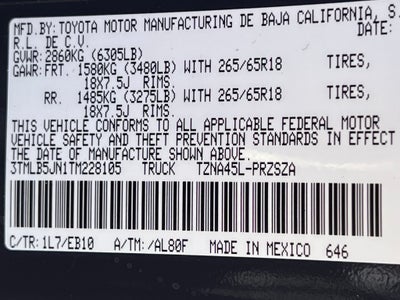 MFD.BY: TOYOTA MOTOR MANUFACTURING DE BAJA CALIFORNIA, S.
R.L. DE C.V. DATE:
GVWR: 2860KG (6305LB)
GAWR: FRT. 1580KG (3480LB) WITH 265/65R18 TIRES,
18X7.5J RIMS
RR. 1485KG (3275LB) WITH 265/65R18 TIRES,
18X7.5J RIMS.
THIS VEHICLE CONFORMS TO ALL APPLICABLE FEDERAL MOTOR
VEHICLE SAFETY AND THEFT PREVENTION STANDARDS IN EFFECT
THE DATE OF MANUFACTURE SHOWN ABOVE.
3TMLB5JN1TM228105 TRUCK TZNA45L-PRZSZA
C/TR: 1L7/EB10 A/TM: /AL80F MADE IN MEXICO 646